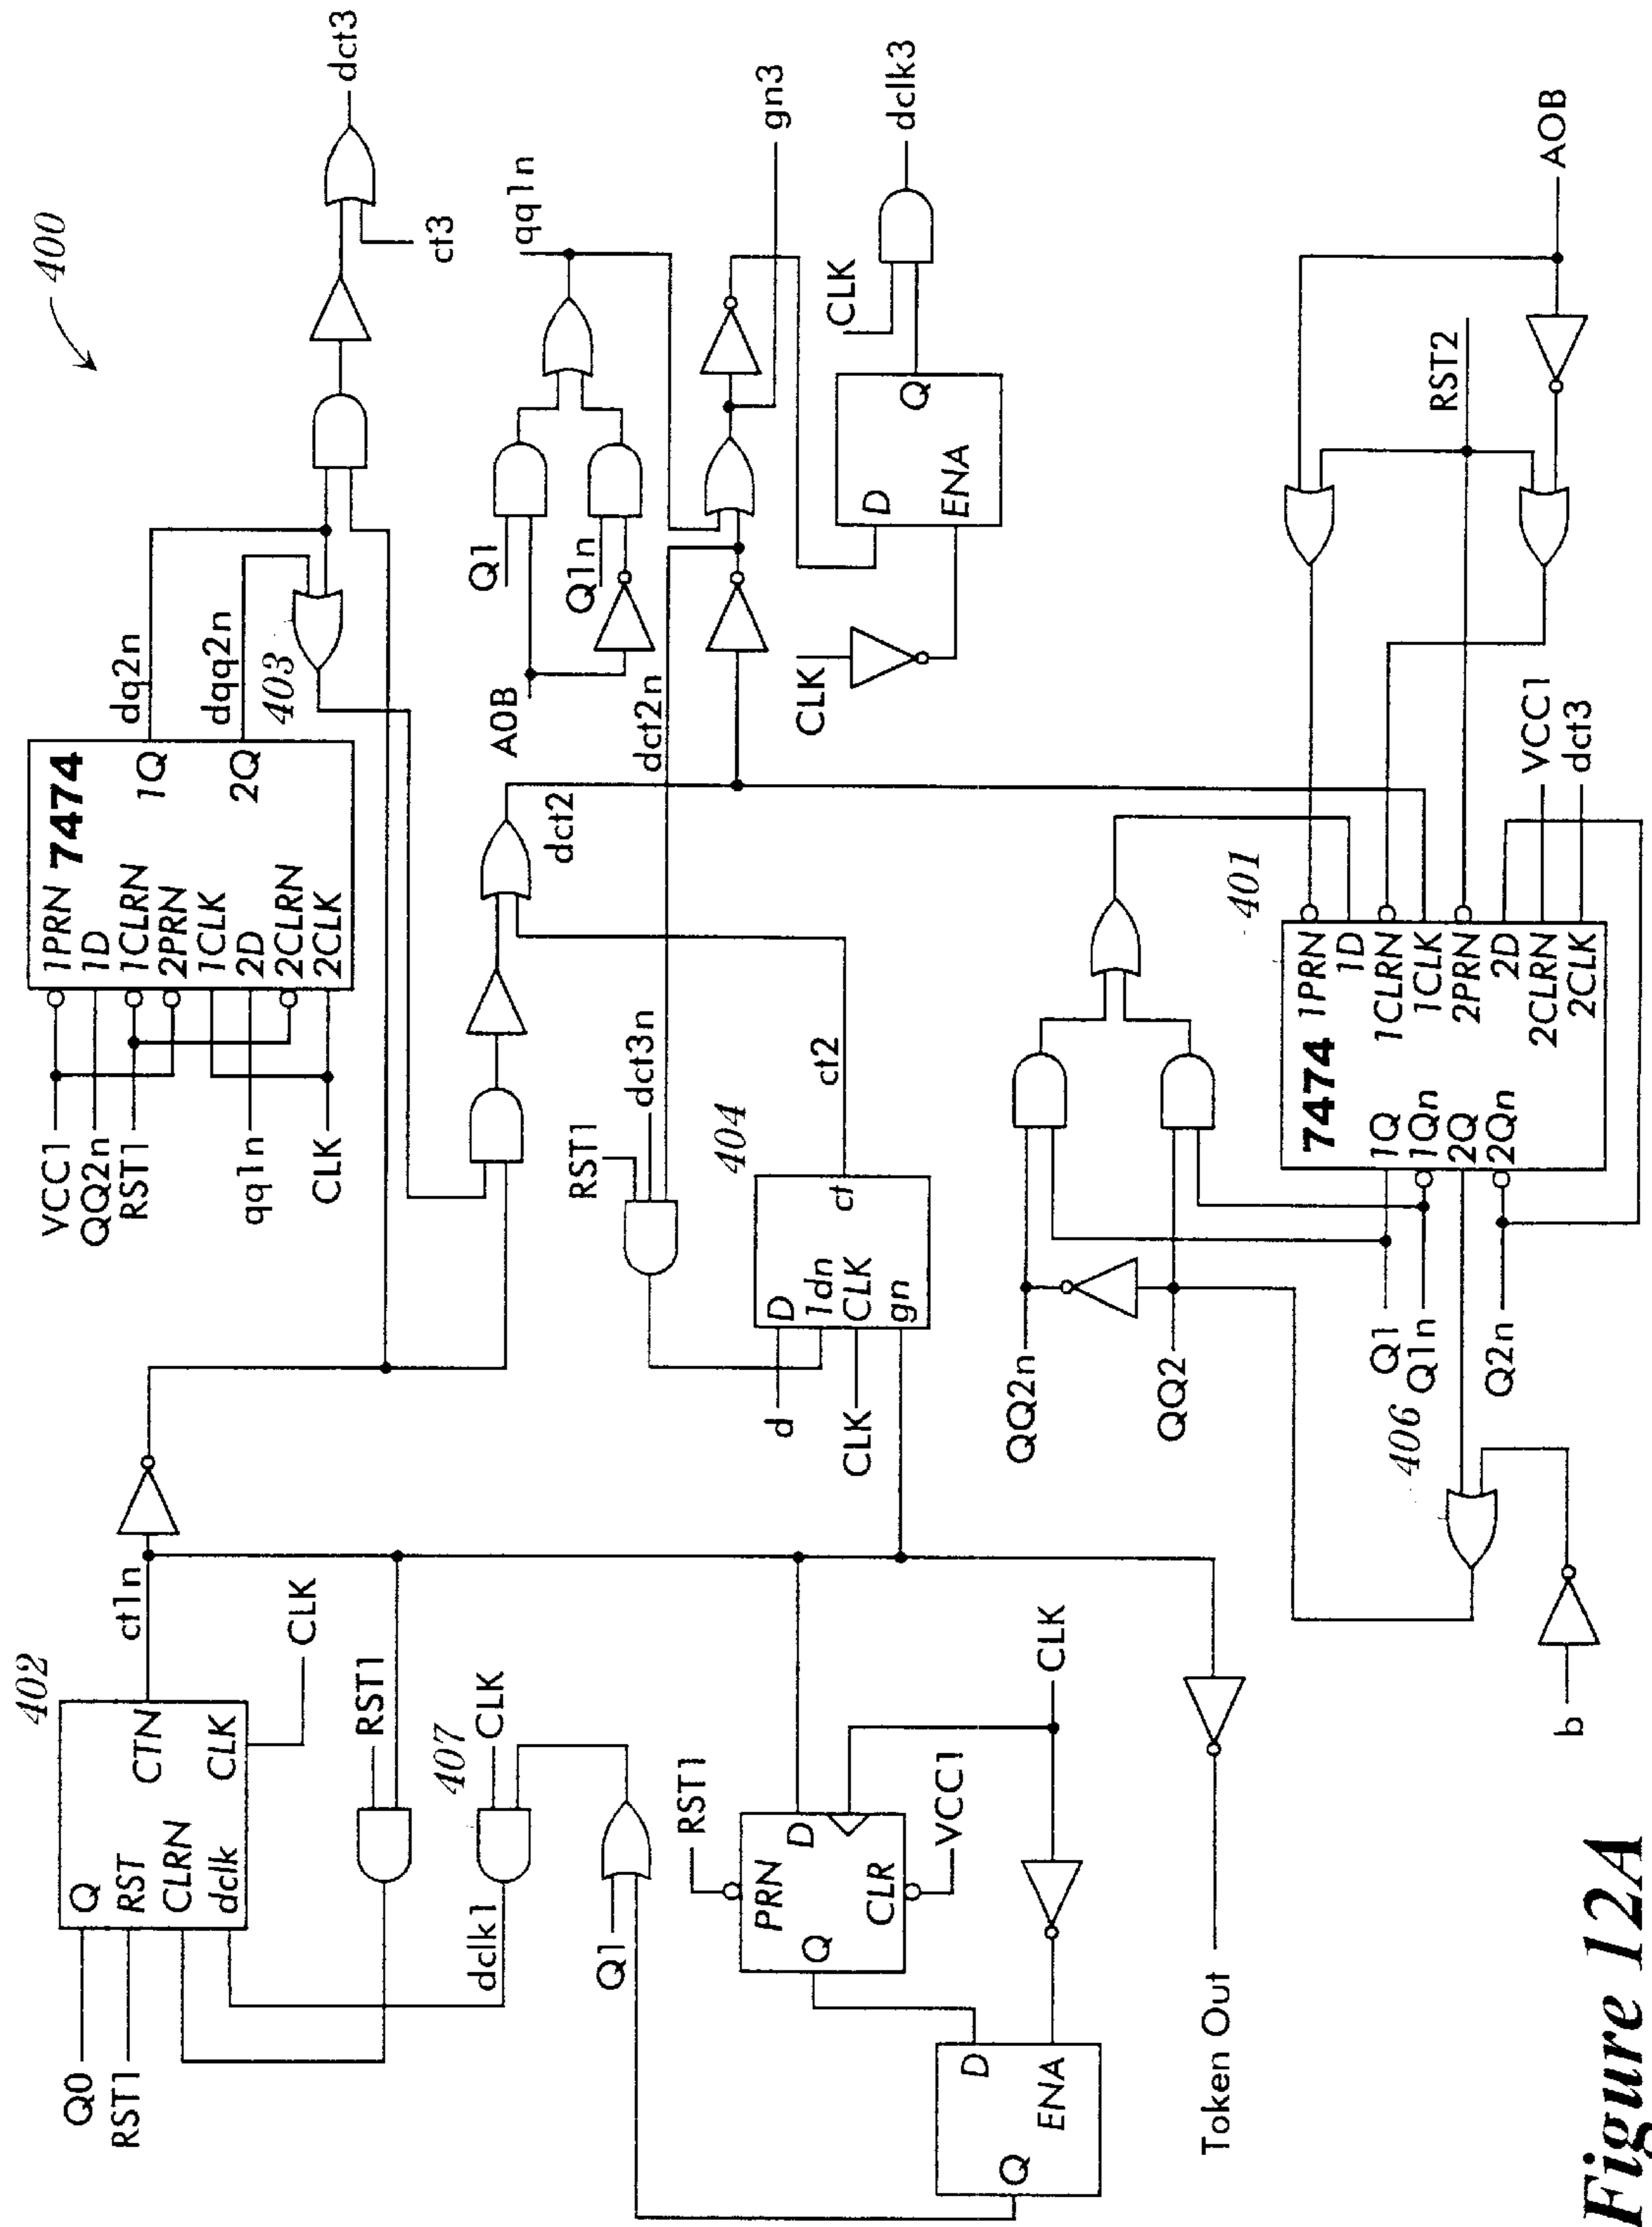 400
dct3
ct3
dq2n
dqq2n
403
7474
1PRN
1D
1CLRN
2PRN
1CLK
2D
2CLRN
2CLK
1Q
2Q
VCC1
QQ2n
RST1
qq1n
CLK
qq1n
Q1
Q1n
AOB
gn3
CLK
dclk3
D
Q
ENA
CLK
dct2n
dct2
ct2
RST1
dct3n
404
D
1dn
CLK
gn
ct
d
CLK
402
ct1n
CTN
CLK
Q
RST
CLRN
dclk
Q0
RST1
CLK
RST1
407
CLK
dclk1
Q1
RST1
PRN
D
Q
CLR
VCC1
CLK
D
Q
ENA
Token Out
QQ2n
QQ2
401
7474
1PRN
1D
1CLRN
1CLK
2PRN
2D
2CLRN
2CLK
1Q
1Qn
2Q
2Qn
Q1
Q1n
Q2n
406
b
VCC1
dct3
RST2
AOB
Figure 12A